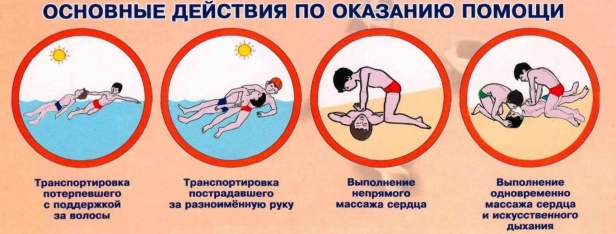 ОСНОВНЫЕ ДЕЙСТВИЯ ПО ОКАЗАНИЮ ПОМОЩИ
Транспортировка
потерпевшего
с поддержкой
за волосы
Транспортировка
пострадавшего
за разноимённую руку
Выполнение
непрямого
массажа сердца
Выполнение
одновременно
массажа сердца
и искусственного
дыхания